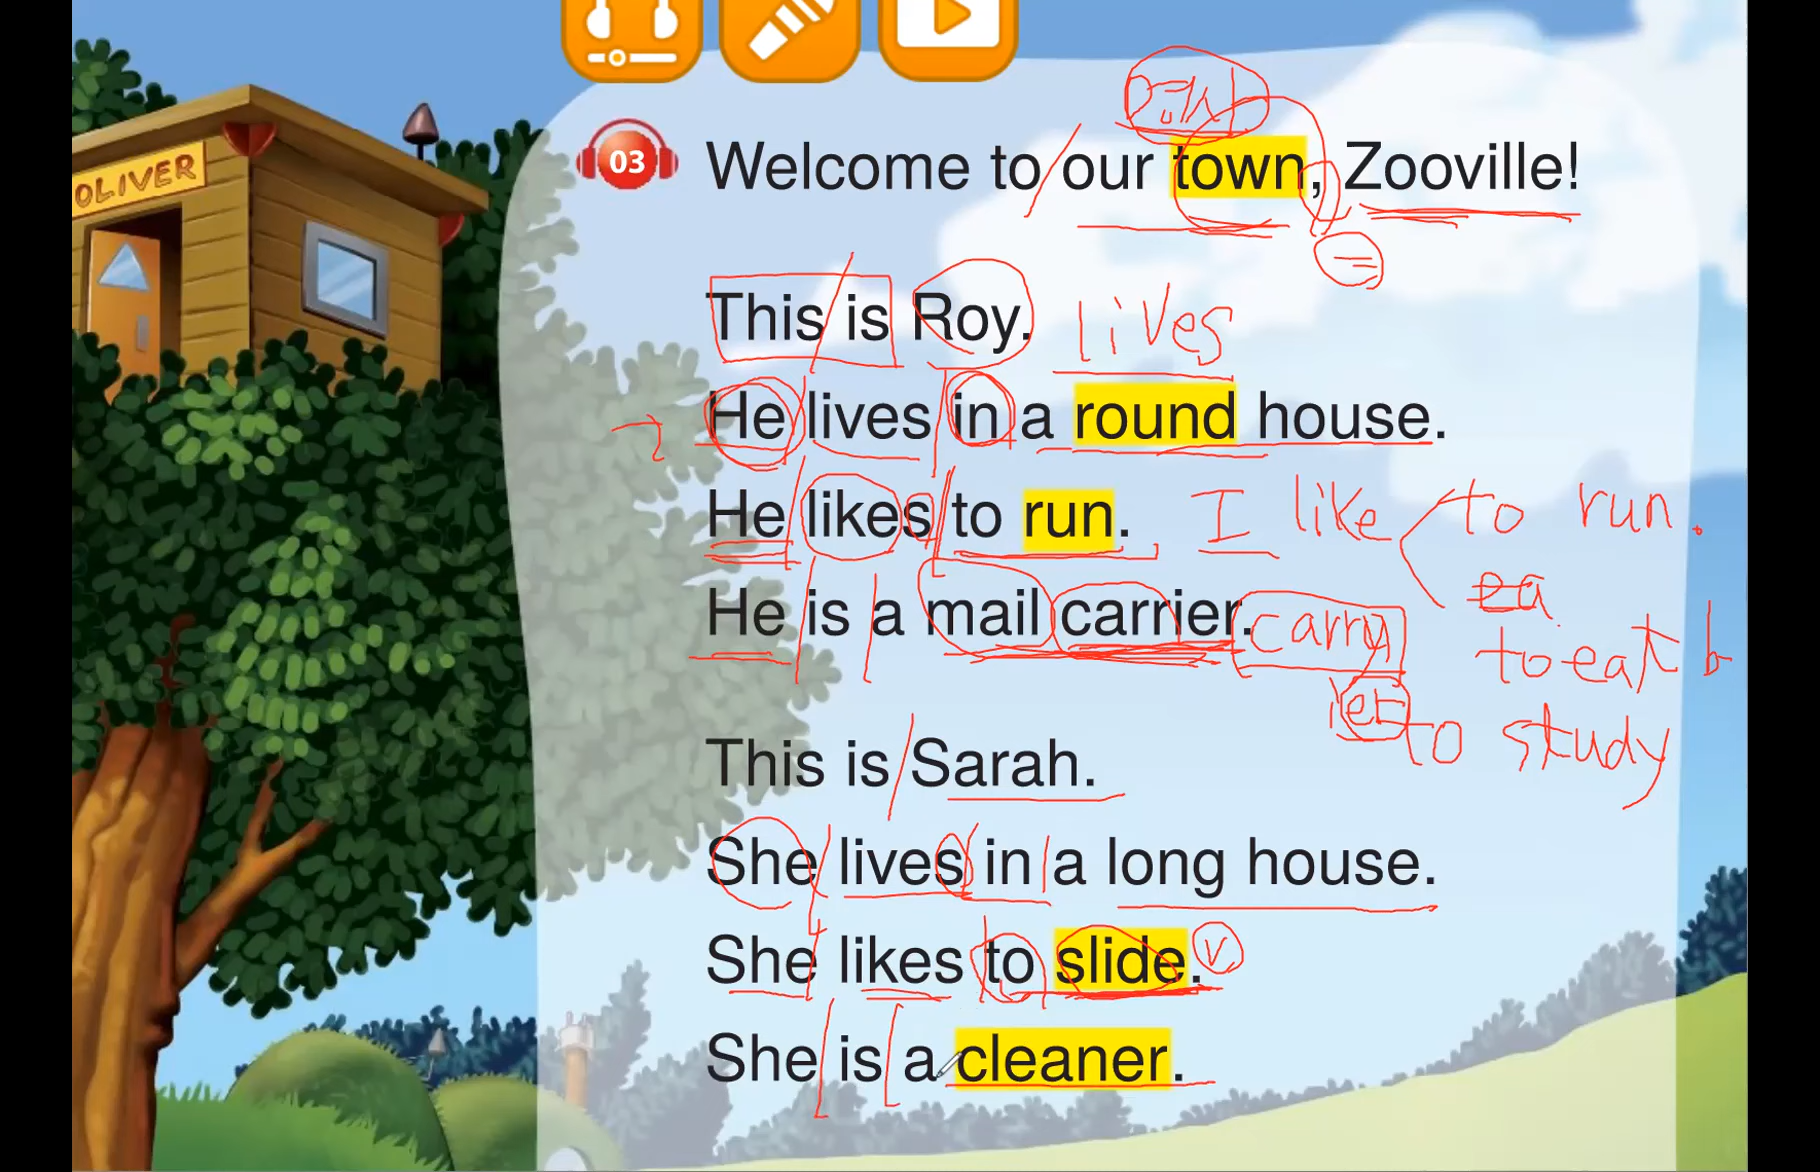 OLIVER
03
Welcome to our town, Zooville!
This is Roy. lives
He lives in a round house.
He likes to run. I like to run.
ea
He is a mail carrier. carry to eat b
ier to study
This is Sarah.
She lives in a long house.
She likes to slide. v
She is a cleaner.